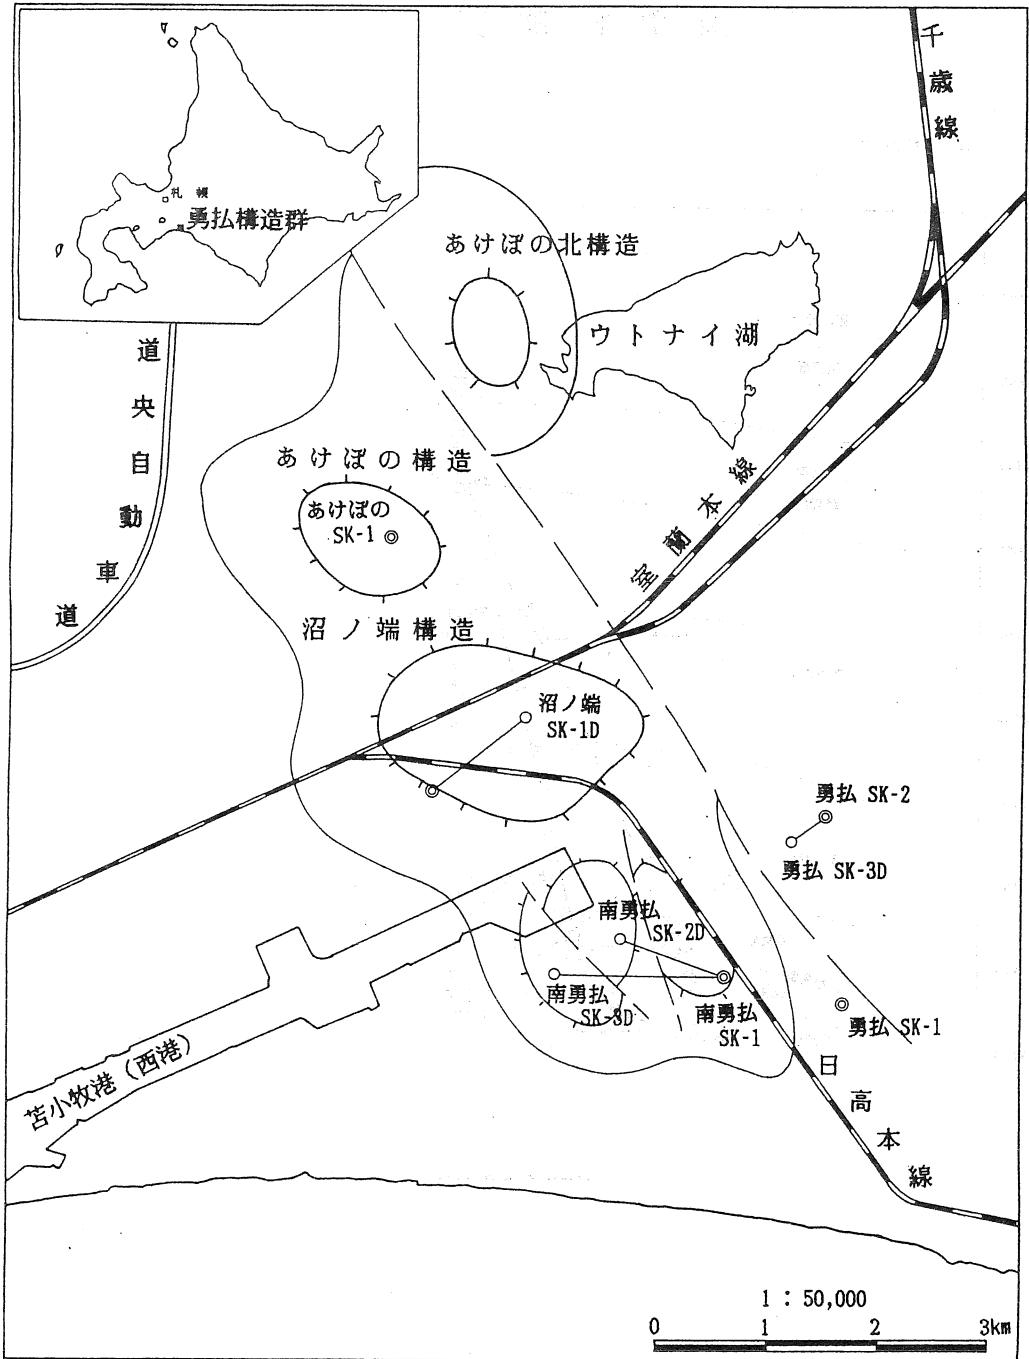 札幌
勇払構造群
千歳線
あけぼの北構造
ウトナイ湖
道央自動車道
あけぼの構造
あけぼの
SK-1
室蘭本線
沼ノ端構造
沼ノ端
SK-1D
勇払 SK-2
勇払 SK-3D
南勇払
SK-2D
南勇払
SK-3D
南勇払
SK-1
勇払 SK-1
苫小牧港(西港)
日高本線
1 : 50,000
0 1 2 3km